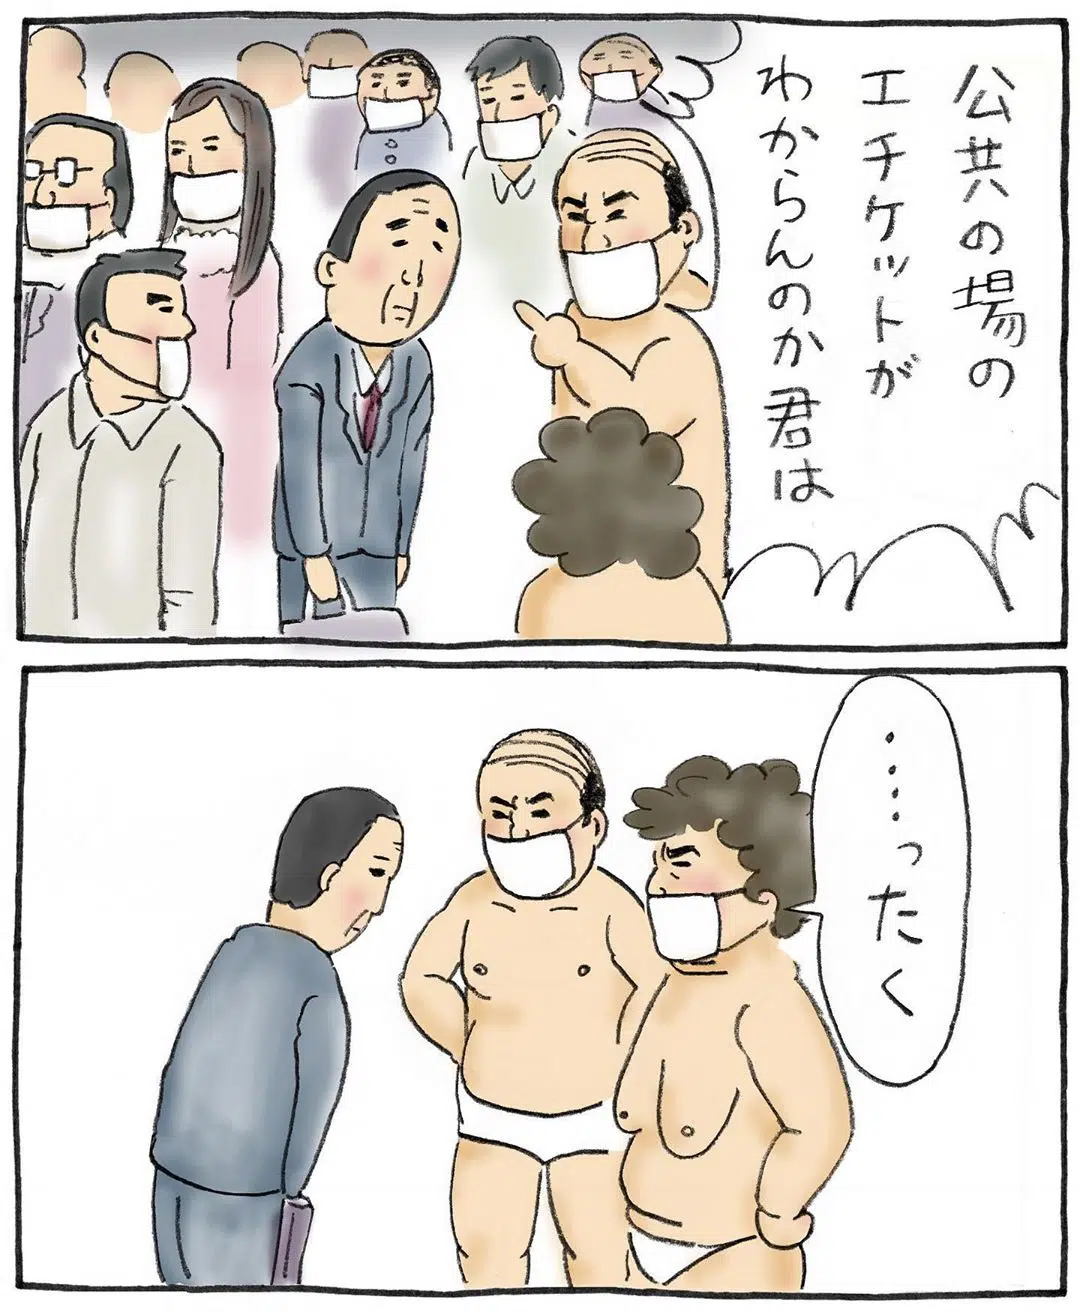 公共の場の
エチケットが
わからんのか君は
……ったく